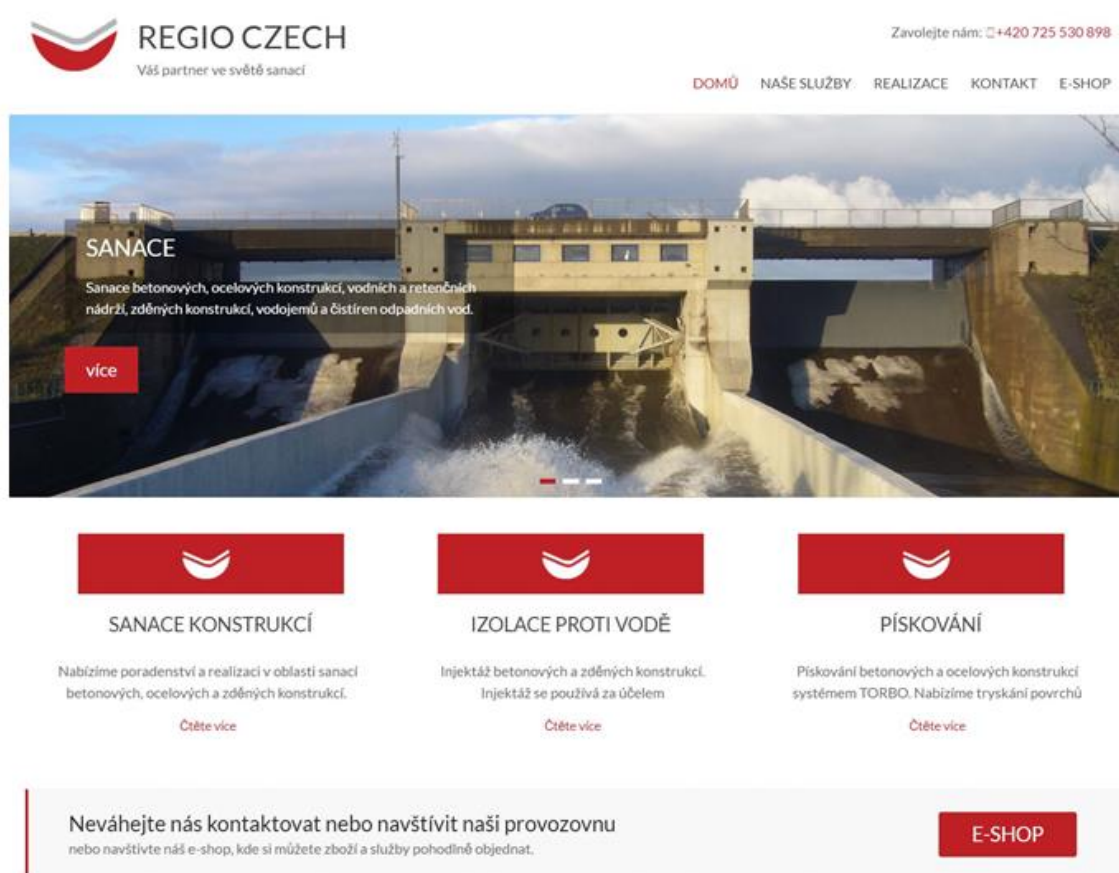 REGIO CZECH
Váš partner ve světě sanací
Zavolejte nám: +420 725 530 898
DOMŮ NAŠE SLUŽBY REALIZACE KONTAKT E-SHOP
SANACE
Sanace betonových, ocelových konstrukcí, vodních a retenčních
nádrží, zděných konstrukcí, vodojemů a čistíren odpadních vod.
více
SANACE KONSTRUKCÍ
Nabízíme poradenství a realizaci v oblasti sanací
betonových, ocelových a zděných konstrukcí.
Čtěte více
IZOLACE PROTI VODĚ
Injektáž betonových a zděných konstrukcí.
Injektáž se používá za účelem
Čtěte více
PÍSKOVÁNÍ
Pískování betonových a ocelových konstrukcí
systémem TORBO. Nabízíme tryskání povrchů
Čtěte více
Neváhejte nás kontaktovat nebo navštívit naši provozovnu
nebo navštivte náš e-shop, kde si můžete zboží a služby pohodlně objednat.
E-SHOP